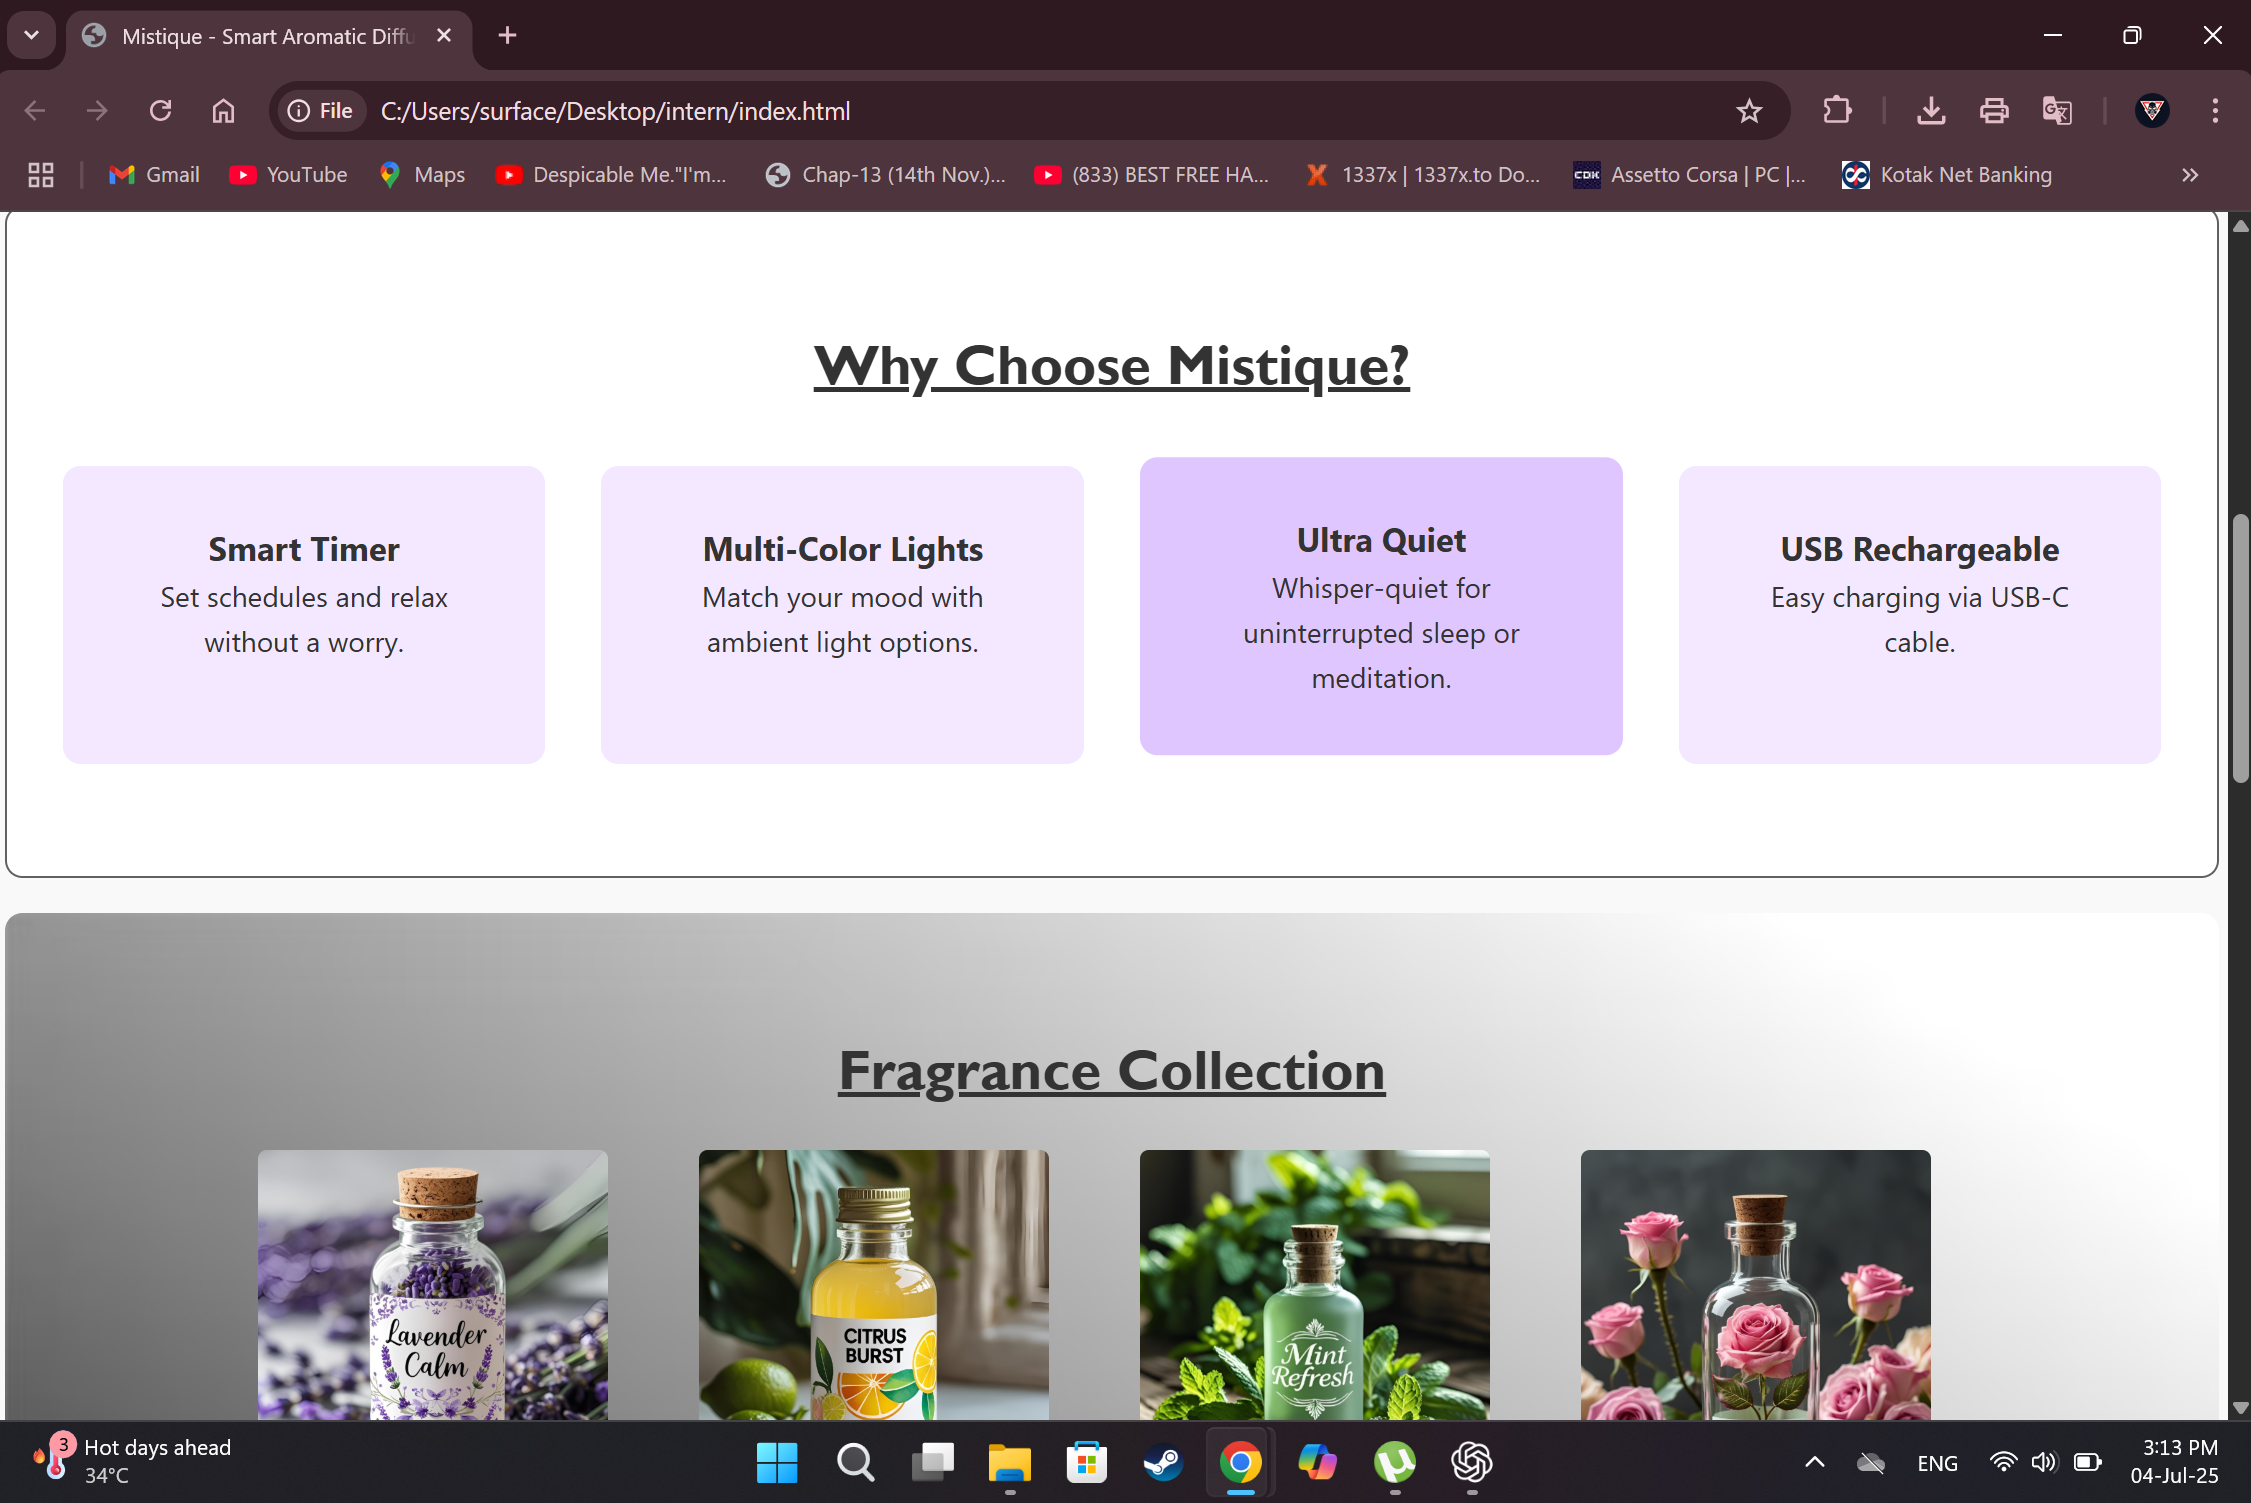 Mistique - Smart Aromatic Diffu
File
C:/Users/surface/Desktop/intern/index.html
Gmail
YouTube
Maps
Despicable Me."I'm...
Chap-13 (14th Nov.)...
(833) BEST FREE HA...
1337x | 1337x.to Do...
CDK
Assetto Corsa | PC |...
Kotak Net Banking
Why Choose Mistique?
Smart Timer
Set schedules and relax
without a worry.
Multi-Color Lights
Match your mood with
ambient light options.
Ultra Quiet
Whisper-quiet for
uninterrupted sleep or
meditation.
USB Rechargeable
Easy charging via USB-C
cable.
Fragrance Collection
Lavender
Calm
CITRUS
BURST
Mint
Refresh
3
Hot days ahead
34°C
ENG
3:13 PM
04-Jul-25